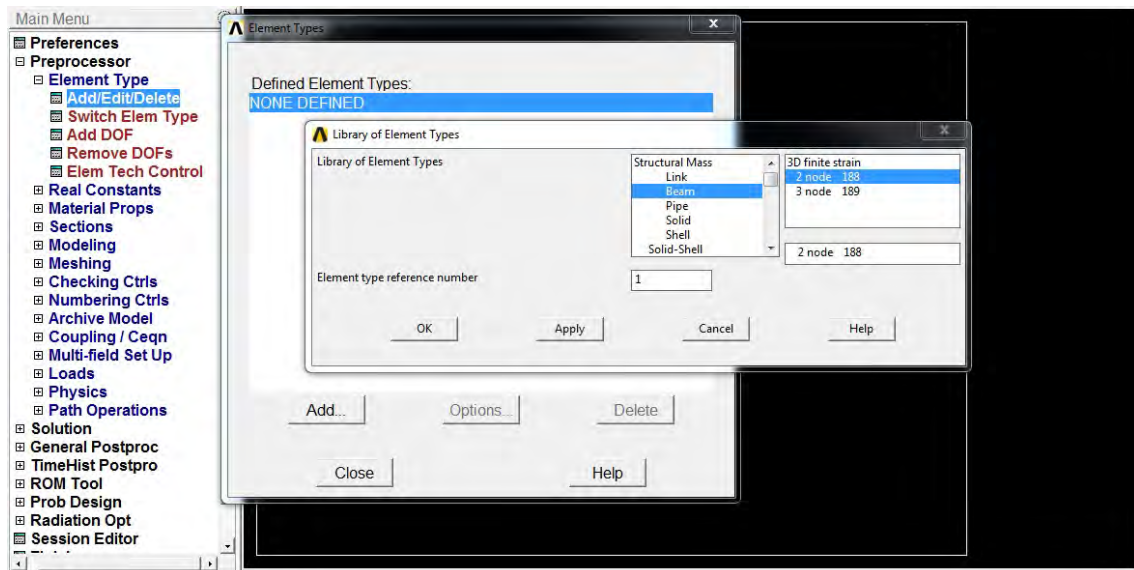 Main Menu
Preferences
Preprocessor
Element Type
Add/Edit/Delete
Switch Elem Type
Add DOF
Remove DOFs
Elem Tech Control
Real Constants
Material Props
Sections
Modeling
Meshing
Checking Ctrls
Numbering Ctrls
Archive Model
Coupling / Ceqn
Multi-field Set Up
Loads
Physics
Path Operations
Solution
General Postproc
TimeHist Postpro
ROM Tool
Prob Design
Radiation Opt
Session Editor
Element Types
Defined Element Types:
NONE DEFINED
Library of Element Types
Library of Element Types
Structural Mass
Link
Beam
Pipe
Solid
Shell
Solid-Shell
3D finite strain
2 node 188
3 node 189
2 node 188
Element type reference number
1
OK Apply Cancel Help
Add... Options... Delete
Close Help